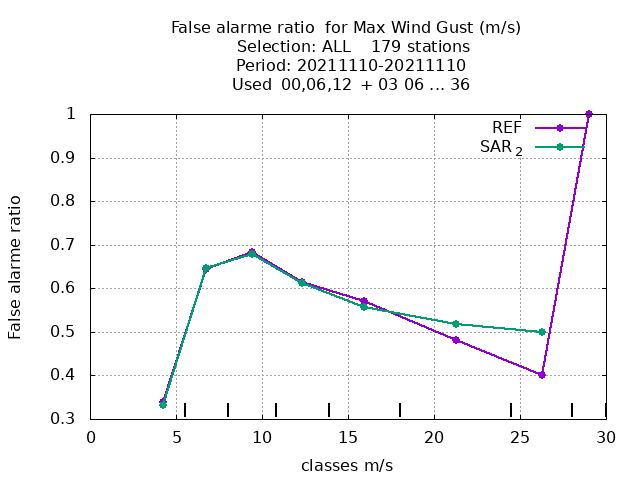 False alarme ratio  for Max Wind Gust (m/s)
Selection: ALL    179 stations
Period: 20211110-20211110
Used  00,06,12  + 03 06 ... 36
REF
SAR 2
False alarme ratio
1
0.9
0.8
0.7
0.6
0.5
0.4
0.3
0 5 10 15 20 25 30
classes m/s